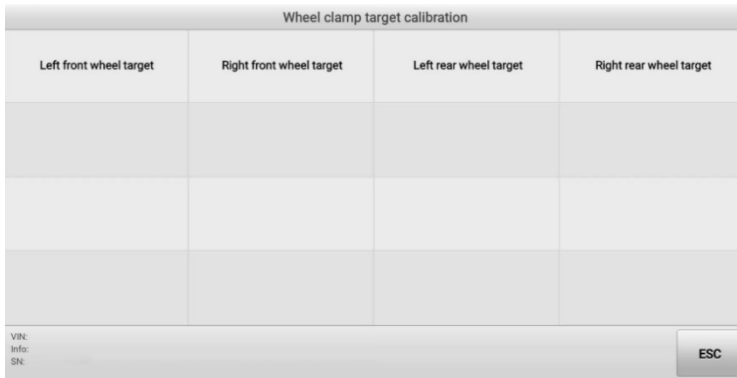 Wheel clamp target calibration
Left front wheel target
Right front wheel target
Left rear wheel target
Right rear wheel target
VIN:
Info:
SN:
ESC